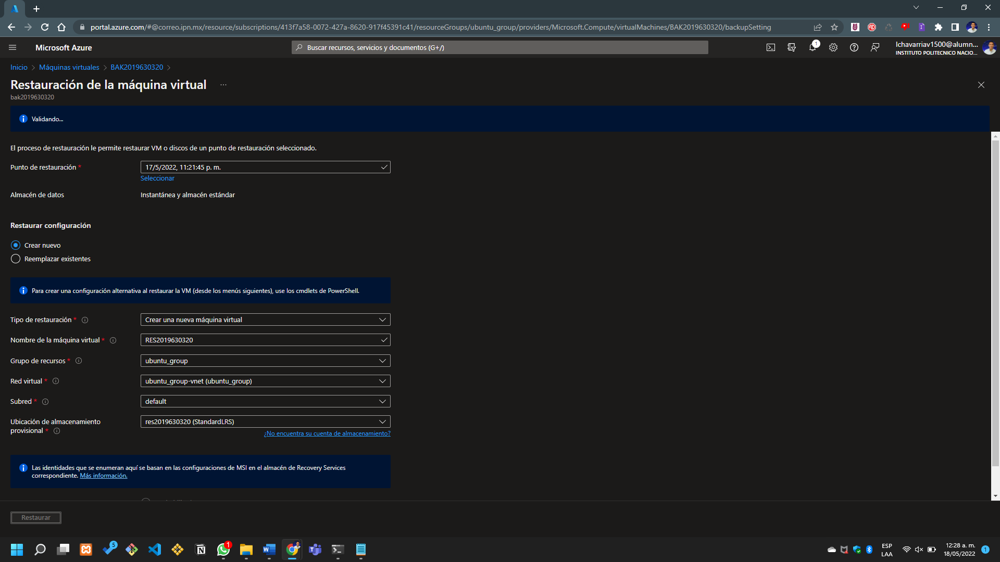 portal.azure.com/#@correo.ipn.mx/resource/subscriptions/413f7a58-0072-427a-8620-917f45391c41/resourceGroups/ubuntu_group/providers/Microsoft.Compute/virtualMachines/BAK2019630320/backupSetting
Microsoft Azure
Buscar recursos, servicios y documentos (G+/)
1
lchavarriav1500@alumn...
INSTITUTO POLITECNICO NACIO...
Inicio > Máquinas virtuales > BAK2019630320 >
Restauración de la máquina virtual ...
bak2019630320
Validando...
El proceso de restauración le permite restaurar VM o discos de un punto de restauración seleccionado.
Punto de restauración * 17/5/2022, 11:21:45 p. m.
Seleccionar
Almacén de datos Instantánea y almacén estándar
Restaurar configuración
Crear nuevo
Reemplazar existentes
Para crear una configuración alternativa al restaurar la VM (desde los menús siguientes), use los cmdlets de PowerShell.
Tipo de restauración * Crear una nueva máquina virtual
Nombre de la máquina virtual * RES2019630320
Grupo de recursos * ubuntu_group
Red virtual * ubuntu_group-vnet (ubuntu_group)
Subred * default
Ubicación de almacenamiento
provisional * res2019630320 (StandardLRS)
¿No encuentra su cuenta de almacenamiento?
Las identidades que se enumeran aquí se basan en las configuraciones de MSI en el almacén de Recovery Services
correspondiente. Más información.
Restaurar
5
1
ESP
LAA
12:28 a. m.
18/05/2022
1